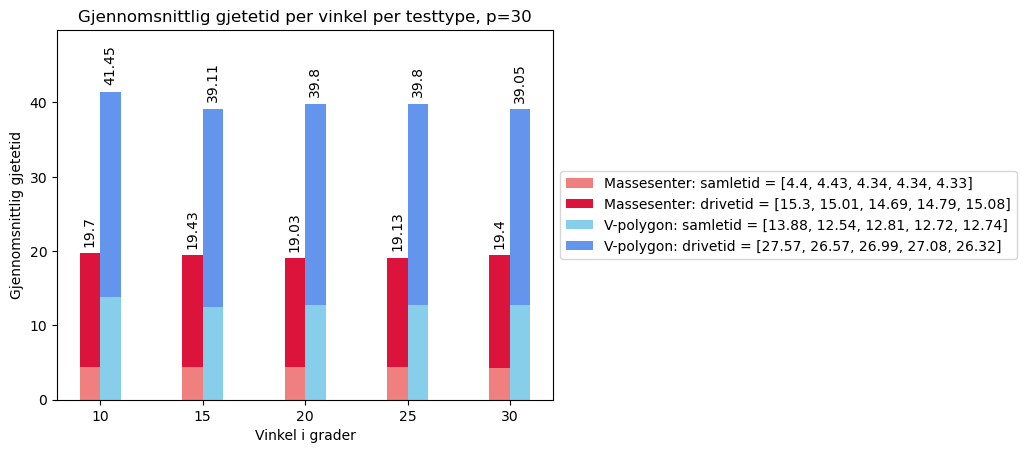 Gjennomsnittlig gjetetid per vinkel per testtype, p=30
Gjennomsnittlig gjetetid
40
30
20
10
0
19.7
41.45
19.43
39.11
19.03
39.8
19.13
39.8
19.4
39.05
10 15 20 25 30
Vinkel i grader
Massesenter: samletid = [4.4, 4.43, 4.34, 4.34, 4.33]
Massesenter: drivetid = [15.3, 15.01, 14.69, 14.79, 15.08]
V-polygon: samletid = [13.88, 12.54, 12.81, 12.72, 12.74]
V-polygon: drivetid = [27.57, 26.57, 26.99, 27.08, 26.32]